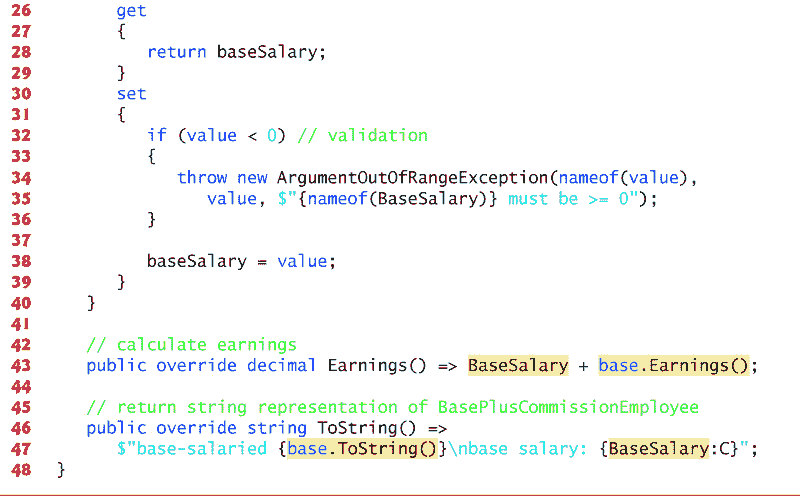 26 get
27 {
28 return baseSalary;
29 }
30 set
31 {
32 if (value < 0) // validation
33 {
34 throw new ArgumentOutOfRangeException(nameof(value),
35 value, $"{nameof(BaseSalary)} must be >= 0");
36 }
37
38 baseSalary = value;
39 }
40 }
41
42 // calculate earnings
43 public override decimal Earnings() => BaseSalary + base.Earnings();
44
45 // return string representation of BasePlusCommissionEmployee
46 public override string ToString() =>
47 $"base-salaried {base.ToString()}\nbase salary: {BaseSalary:C}";
48 }